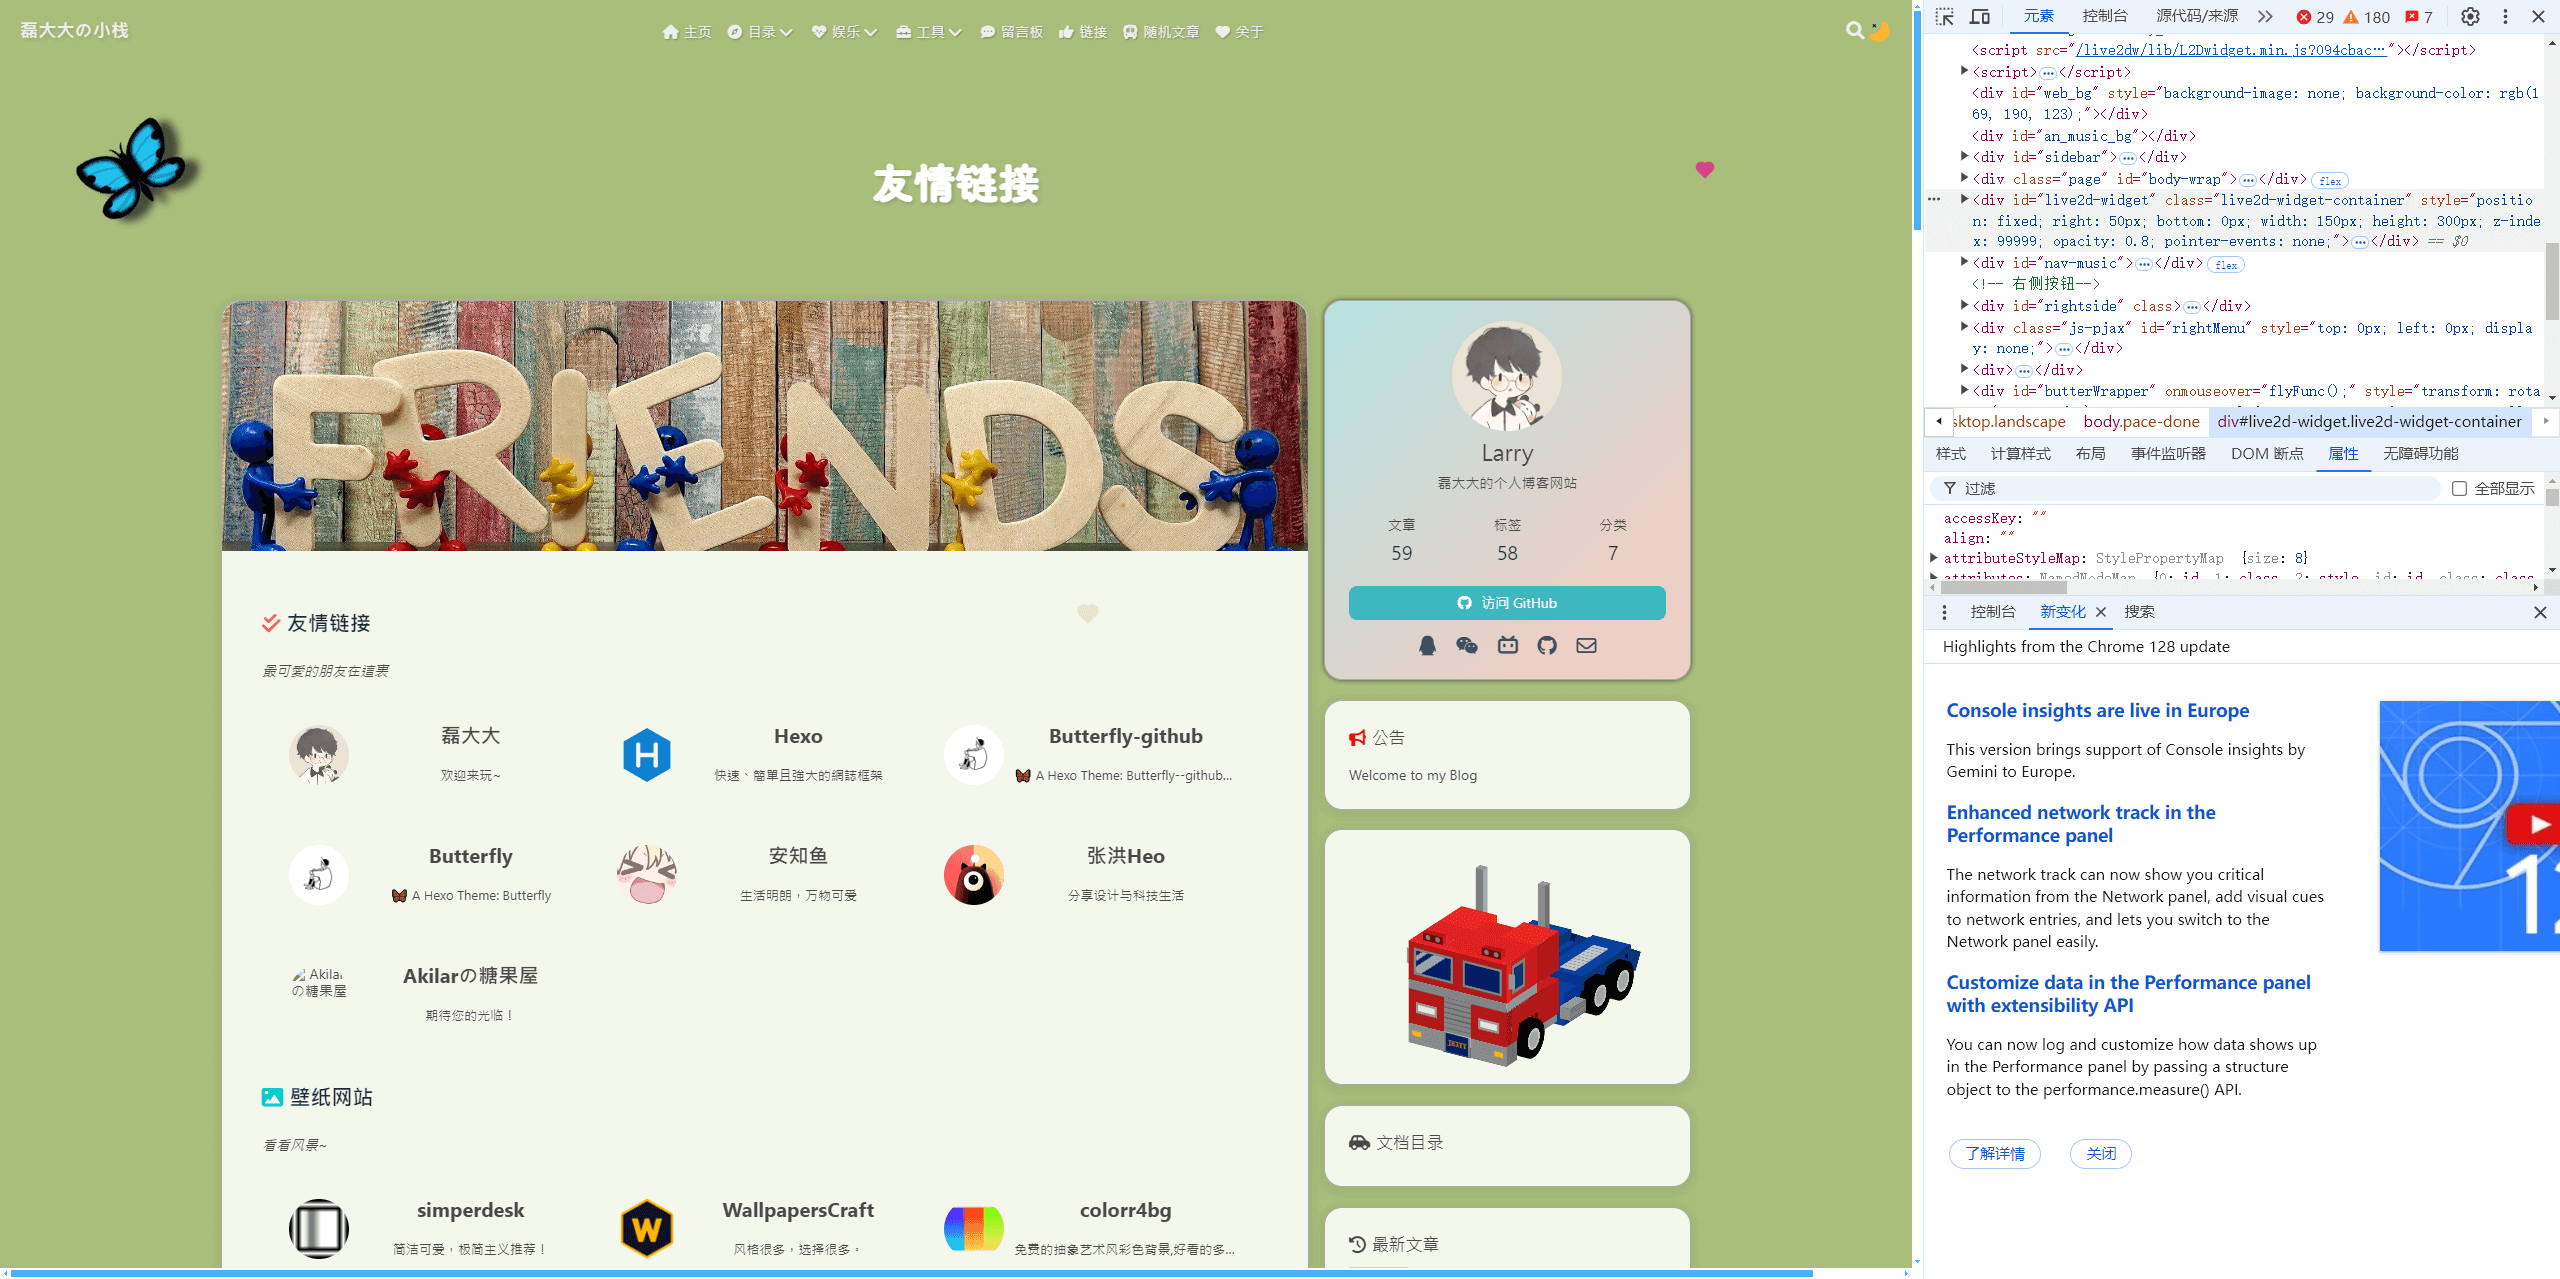 磊大大の小栈
主页 目录 娱乐 工具 留言板 链接 随机文章 关于
友情链接
FRIENDS
友情链接
最可愛的朋友在這裏
磊大大
欢迎来玩~
Hexo
快速、簡單且強大的網誌框架
Butterfly-github
A Hexo Theme: Butterfly--github...
Butterfly
A Hexo Theme: Butterfly
安知鱼
生活明朗，万物可爱
张洪Heo
分享设计与科技生活
Akilar
の糖果屋
Akilarの糖果屋
期待您的光临！
壁纸网站
看看风景~
simperdesk
简洁可爱，极简主义推荐！
WallpapersCraft
风格很多，选择很多。
colorr4bg
免费的抽象艺术风彩色背景,好看的多...
Larry
磊大大的个人博客网站
文章 标签 分类
59 58 7
访问 GitHub
公告
Welcome to my Blog
文档目录
最新文章
元素 控制台 源代码/来源 29 180 7
<script src="/live2dw/lib/L2Dwidget.min.js?094cbac…"></script>
<script>…</script>
<div id="web_bg" style="background-image: none; background-color: rgb(1
69, 190, 123);"></div>
<div id="an_music_bg"></div>
<div id="sidebar">…</div>
<div class="page" id="body-wrap">…</div> flex
<div id="live2d-widget" class="live2d-widget-container" style="positio
n: fixed; right: 50px; bottom: 0px; width: 150px; height: 300px; z-inde
x: 99999; opacity: 0.8; pointer-events: none;">…</div> == $0
<div id="nav-music">…</div> flex
<!-- 右侧按钮-->
<div id="rightside" class>…</div>
<div class="js-pjax" id="rightMenu" style="top: 0px; left: 0px; displa
y: none;">…</div>
<div>…</div>
<div id="butterWrapper" onmouseover="flyFunc();" style="transform: rota
sktop.landscape body.pace-done div#live2d-widget.live2d-widget-container
样式 计算样式 布局 事件监听器 DOM 断点 属性 无障碍功能
过滤 全部显示
accessKey: ""
align: ""
attributeStyleMap: StylePropertyMap {size: 8}
attributes: NamedNodeMap {0: id, 1: class, 2: style, id: id, class: class,
控制台 新变化 搜索
Highlights from the Chrome 128 update
Console insights are live in Europe
This version brings support of Console insights by
Gemini to Europe.
Enhanced network track in the
Performance panel
The network track can now show you critical
information from the Network panel, add visual cues
to network entries, and lets you switch to the
Network panel easily.
Customize data in the Performance panel
with extensibility API
You can now log and customize how data shows up
in the Performance panel by passing a structure
object to the performance.measure() API.
了解详情 关闭